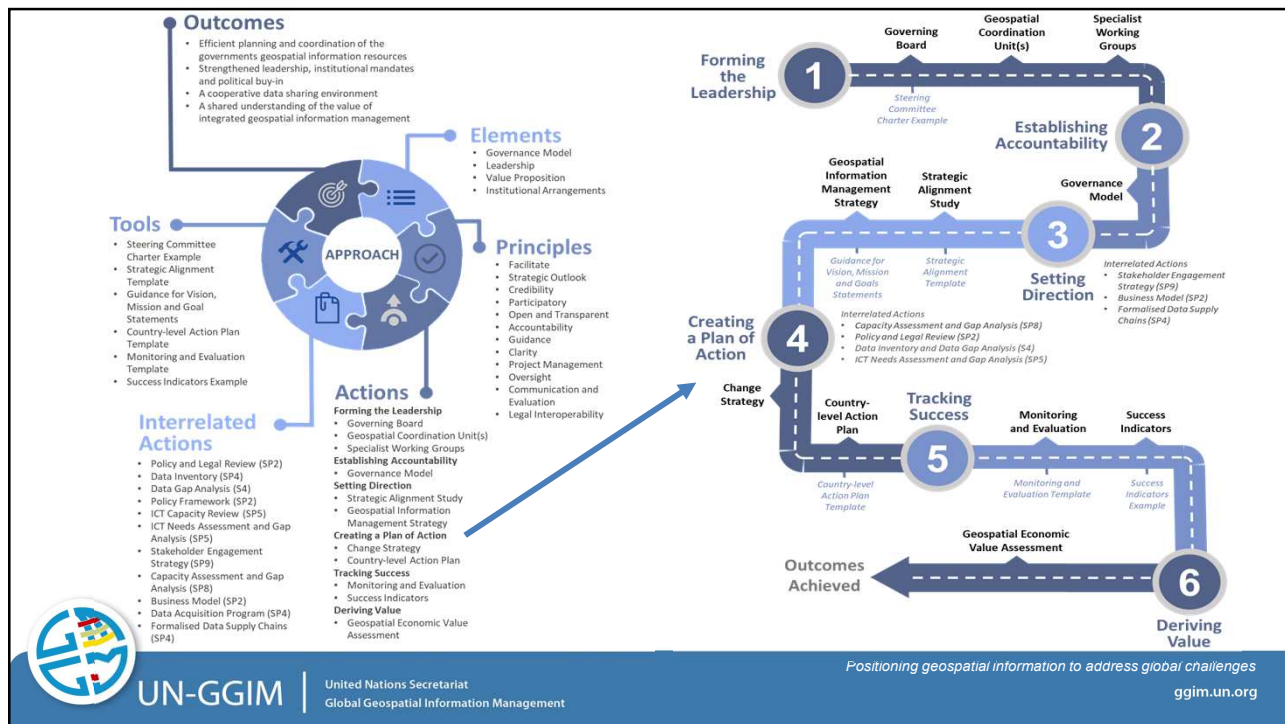 Outcomes
• Efficient planning and coordination of the
governments geospatial information resources
• Strengthened leadership, institutional mandates
and political buy-in
• A cooperative data sharing environment
• A shared understanding of the value of
integrated geospatial information management
Elements
• Governance Model
• Leadership
• Value Proposition
• Institutional Arrangements
Tools
• Steering Committee
Charter Example
• Strategic Alignment
Template
• Guidance for Vision,
Mission and Goal
Statements
• Country-level Action Plan
Template
• Monitoring and Evaluation
Template
• Success Indicators Example
APPROACH
Principles
• Facilitate
• Strategic Outlook
• Credibility
• Participatory
• Open and Transparent
• Accountability
• Guidance
• Clarity
• Project Management
• Oversight
• Communication and
Evaluation
• Legal Interoperability
Interrelated
Actions
• Policy and Legal Review (SP2)
• Data Inventory (SP4)
• Data Gap Analysis (S4)
• Policy Framework (SP2)
• ICT Capacity Review (SP5)
• ICT Needs Assessment and Gap
Analysis (SP5)
• Stakeholder Engagement
Strategy (SP9)
• Capacity Assessment and Gap
Analysis (SP8)
• Business Model (SP2)
• Data Acquisition Program (SP4)
• Formalised Data Supply Chains
(SP4)
Actions
Forming the Leadership
• Governing Board
• Geospatial Coordination Unit(s)
• Specialist Working Groups
Establishing Accountability
• Governance Model
Setting Direction
• Strategic Alignment Study
• Geospatial Information
Management Strategy
Creating a Plan of Action
• Change Strategy
• Country-level Action Plan
Tracking Success
• Monitoring and Evaluation
• Success Indicators
Deriving Value
• Geospatial Economic Value
Assessment
Forming
the
Leadership
1
Governing
Board
Geospatial
Coordination
Unit(s)
Specialist
Working
Groups
Steering
Committee
Charter Example
Establishing
Accountability
2
Governance
Model
Geospatial
Information
Management
Strategy
Strategic
Alignment
Study
3
Setting
Direction
Guidance for
Vision, Mission
and Goals
Statements
Strategic
Alignment
Template
Interrelated Actions
• Stakeholder Engagement
Strategy (SP9)
• Business Model (SP2)
• Formalised Data Supply
Chains (SP4)
Creating
a Plan of
Action
4
Interrelated Actions
• Capacity Assessment and Gap Analysis (SP8)
• Policy and Legal Review (SP2)
• Data Inventory and Data Gap Analysis (S4)
• ICT Needs Assessment and Gap Analysis (SP5)
Change
Strategy
Country-
level Action
Plan
Tracking
Success
5
Monitoring
and Evaluation
Success
Indicators
Country-level
Action Plan
Template
Monitoring and
Evaluation Template
Success
Indicators
Example
Geospatial Economic
Value Assessment
Outcomes
Achieved
6
Deriving
Value
UN-GGIM
United Nations Secretariat
Global Geospatial Information Management
Positioning geospatial information to address global challenges
ggim.un.org